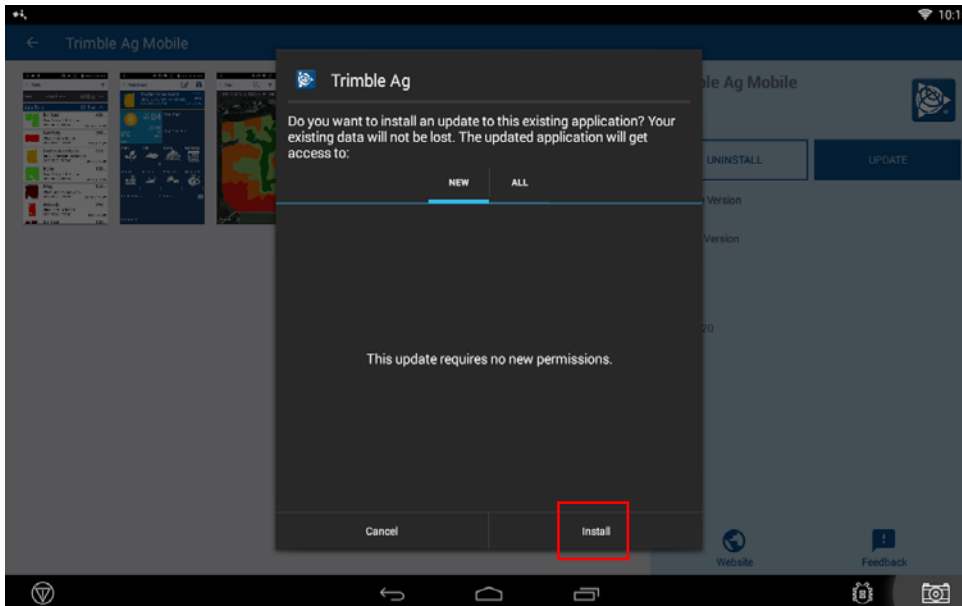 10:1
Trimble Ag Mobile
Trimble Ag
ble Ag Mobile
Do you want to install an update to this existing application? Your
existing data will not be lost. The updated application will get
access to:
UNINSTALL
UPDATE
NEW
ALL
Version
Version
20
This update requires no new permissions.
Cancel
Install
Website
Feedback